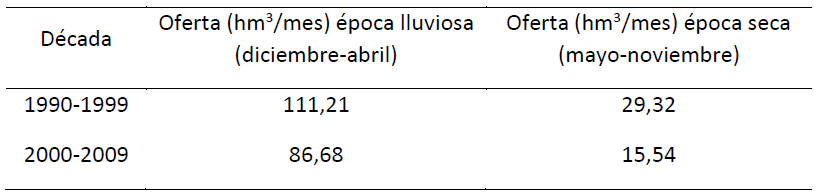 Década Oferta (hm³/mes) época lluviosa (diciembre-abril) Oferta (hm³/mes) época seca (mayo-noviembre)
1990-1999 111,21 29,32
2000-2009 86,68 15,54